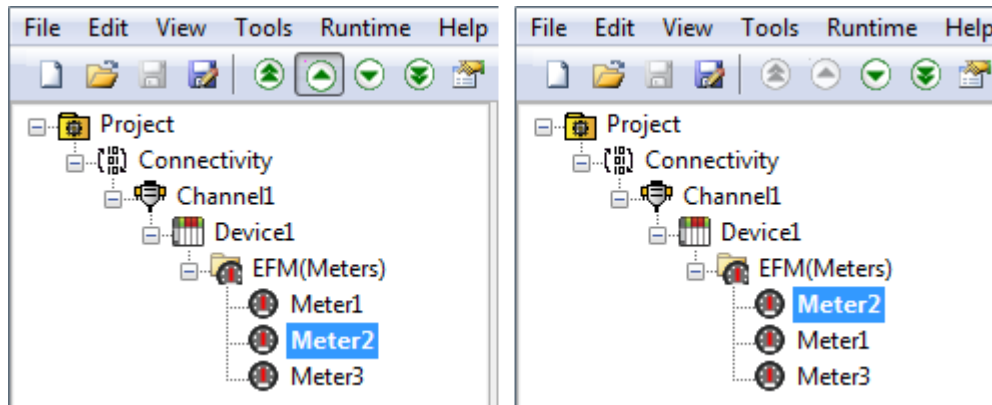 File Edit View Tools Runtime Help
Project
Connectivity
Channel1
Device1
EFM(Meters)
Meter1
Meter2
Meter3
File Edit View Tools Runtime Help
Project
Connectivity
Channel1
Device1
EFM(Meters)
Meter2
Meter1
Meter3